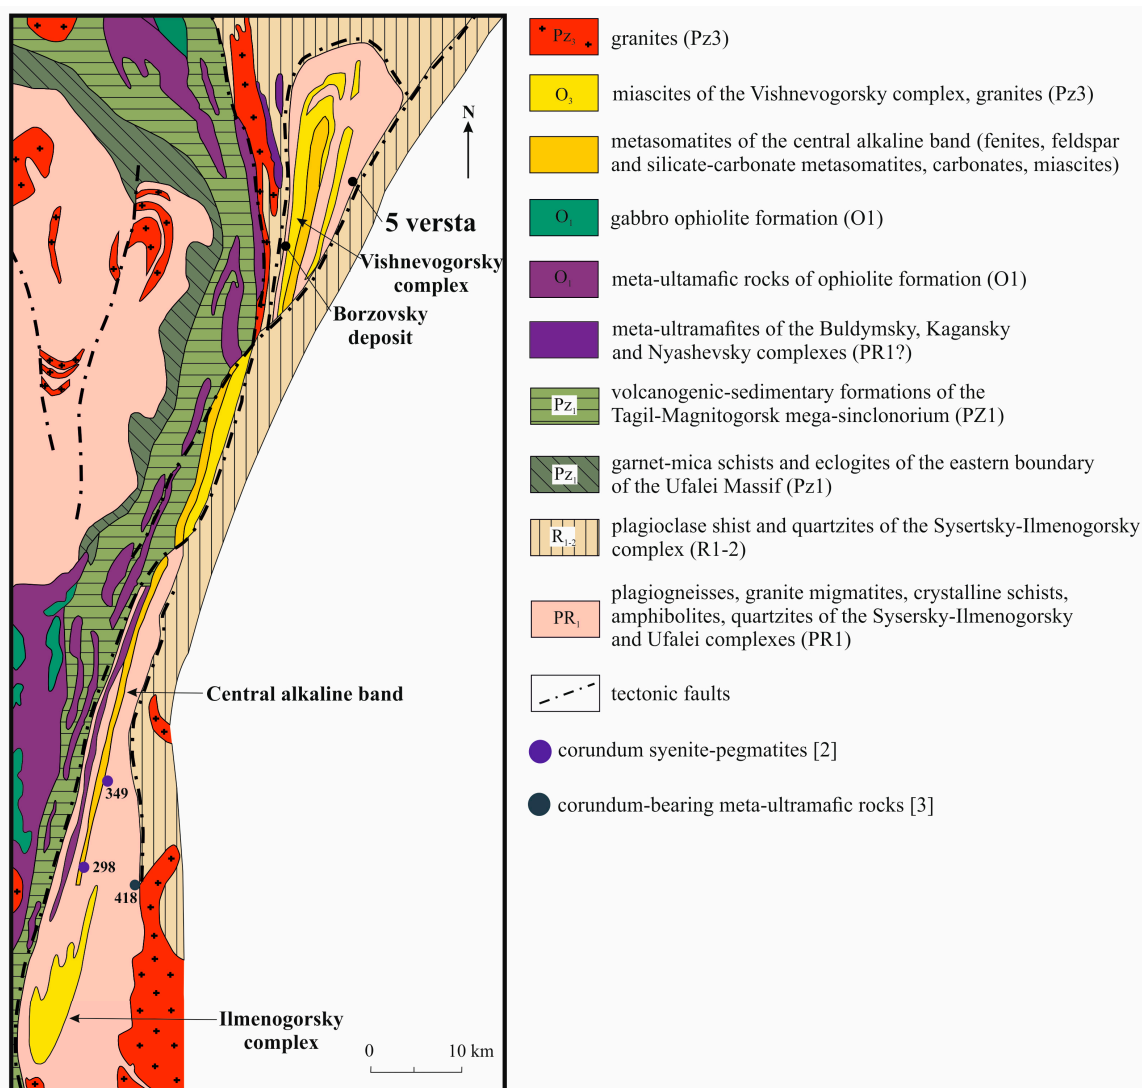 N
5 versta
Vishnevogorsky
complex
Borzovsky
deposit
Central alkaline band
349
298
418
Ilmenogorsky
complex
0 10 km
Pz3 granites (Pz3)
O3 miascites of the Vishnevogorsky complex, granites (Pz3)
metasomatites of the central alkaline band (fenites, feldspar
and silicate-carbonate metasomatites, carbonates, miascites)
O1 gabbro ophiolite formation (O1)
O1 meta-ultamafic rocks of ophiolite formation (O1)
meta-ultramafites of the Buldymsky, Kagansky
and Nyashevsky complexes (PR1?)
Pz1 volcanogenic-sedimentary formations of the
Tagil-Magnitogorsk mega-sinclonorium (PZ1)
Pz1 garnet-mica schists and eclogites of the eastern boundary
of the Ufalei Massif (Pz1)
R1-2 plagioclase shist and quartzites of the Sysertsky-Ilmenogorsky
complex (R1-2)
PR1 plagiogneisses, granite migmatites, crystalline schists,
amphibolites, quartzites of the Sysersky-Ilmenogorsky
and Ufalei complexes (PR1)
tectonic faults
corundum syenite-pegmatites [2]
corundum-bearing meta-ultramafic rocks [3]